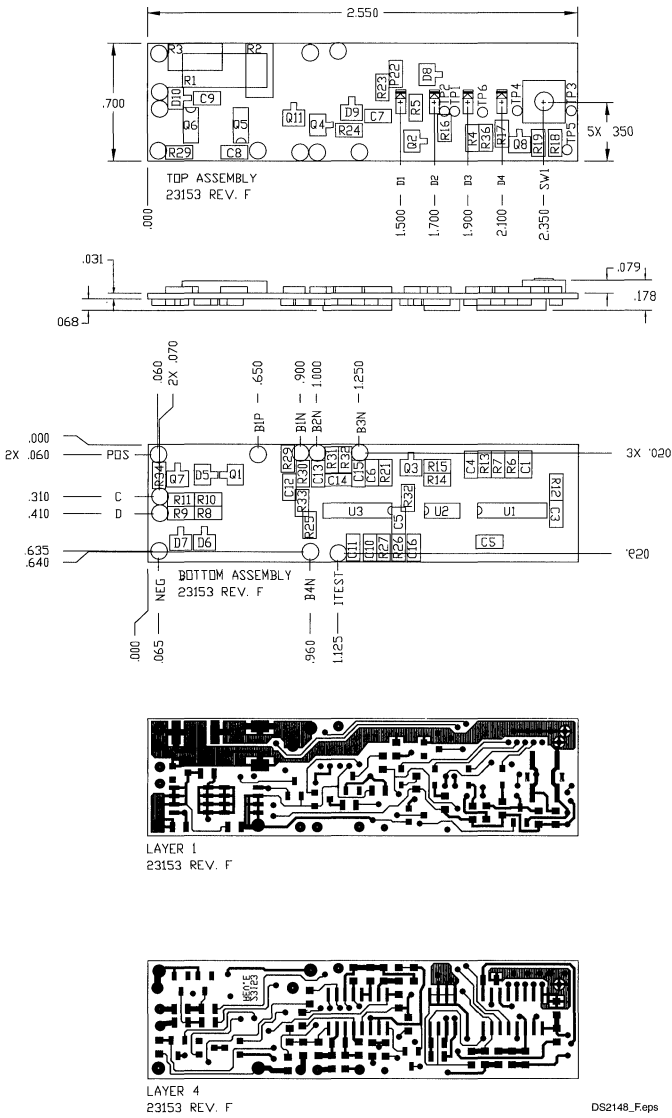 2.550
.700
R3
R2
R1
D10
C9
Q6
Q5
R29
C8
Q11
Q4
D9
R24
C7
R23
P22
R5
D8
TP2
TP1
TP6
TP4
TP3
R16
Q2
R4
R36
R17
Q8
R19
R18
TP5
5X .350
TOP ASSEMBLY
23153 REV. F
.000
1.500 D1
1.700 D2
1.900 D3
2.100 D4
2.350 SW1
.031
.079
.178
068
.060
2X .070
.650
B1P
.900
B1N
1.000
B2N
1.250
B3N
.000
2X .060 POS
.310 C
.410 D
.635
.640
3X .020
R34
Q7
D5
Q1
R11
R10
R9
R8
D7
D6
R29
R30
C13
R31
R32
C14
C12
R33
R25
C15
C6
R21
Q3
R15
R14
R32
C4
R13
R7
R6
C1
R12
C3
U3
C5
U2
U1
C5
C11
C10
R27
R26
C16
BOTTOM ASSEMBLY
23153 REV. F
.000
.065 NEG
.960 B4N
1.125 ITEST
LAYER 1
23153 REV. F
LAYER 4
23153 REV. F
DS2148_F.eps